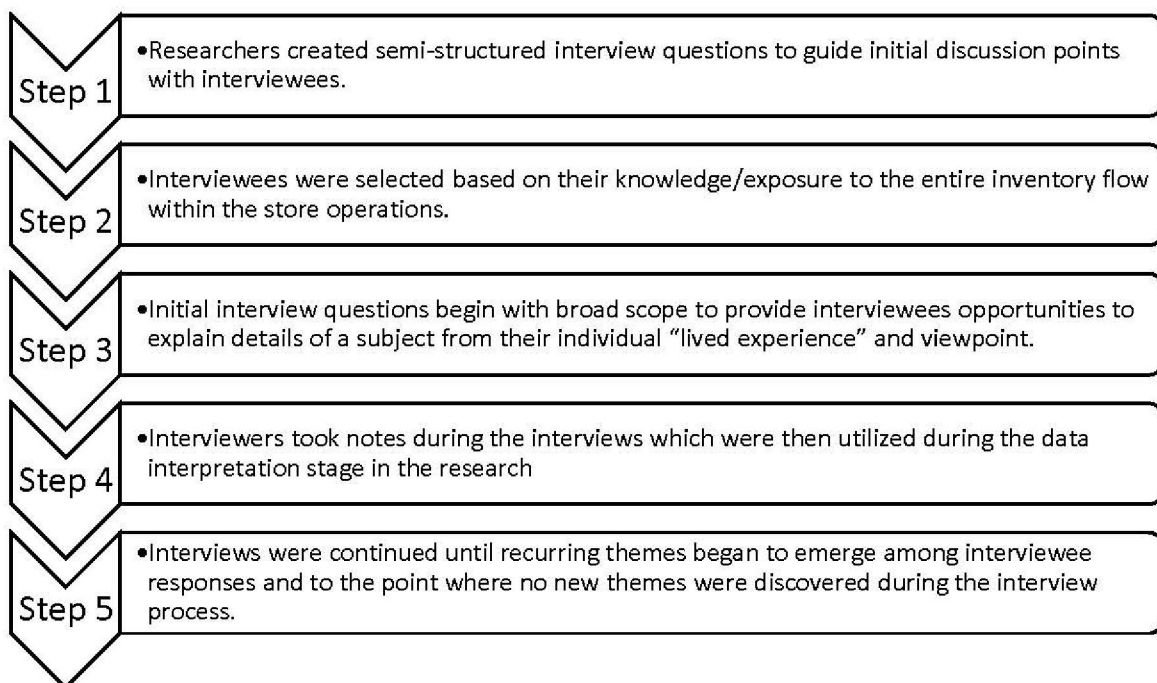 Step 1
•Researchers created semi-structured interview questions to guide initial discussion points
with interviewees.
Step 2
•Interviewees were selected based on their knowledge/exposure to the entire inventory flow
within the store operations.
Step 3
•Initial interview questions begin with broad scope to provide interviewees opportunities to
explain details of a subject from their individual “lived experience” and viewpoint.
Step 4
•Interviewers took notes during the interviews which were then utilized during the data
interpretation stage in the research
Step 5
•Interviews were continued until recurring themes began to emerge among interviewee
responses and to the point where no new themes were discovered during the interview
process.